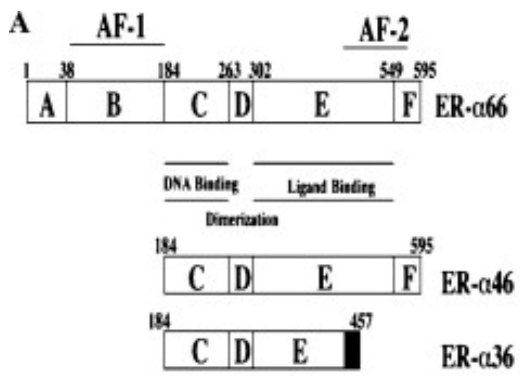 A
AF-1 AF-2
1 38 184 263 302 549 595
A B C D E F ER-α66
DNA Binding Ligand Binding
Dimerization
184 595
C D E F ER-α46
184 457
C D E ER-α36